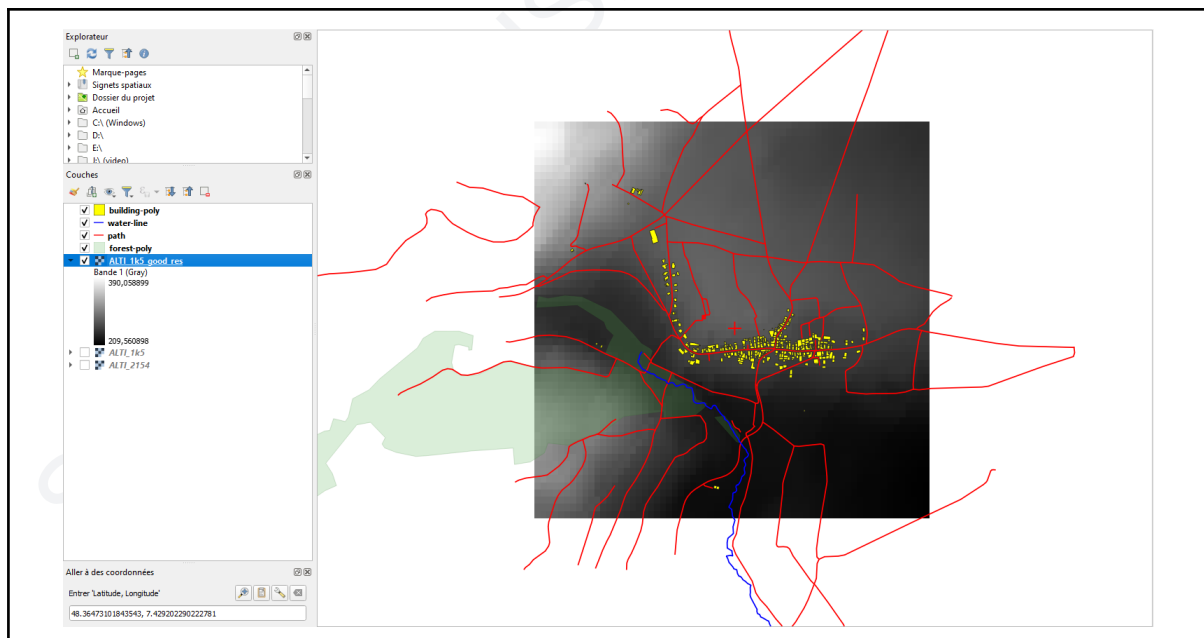 Explorateur
Marque-pages
Signets spatiaux
Dossier du projet
Accueil
C:\ (Windows)
D:\
E:\
I:\ (video)
Couches
building-poly
water-line
path
forest-poly
ALTI_1k5_good_res
Bande 1 (Gray)
390,058899
209,560898
ALTI_1k5
ALTI_2154
Aller à des coordonnées
Entrer 'Latitude, Longitude'
48.36473101843543, 7.429202290222781